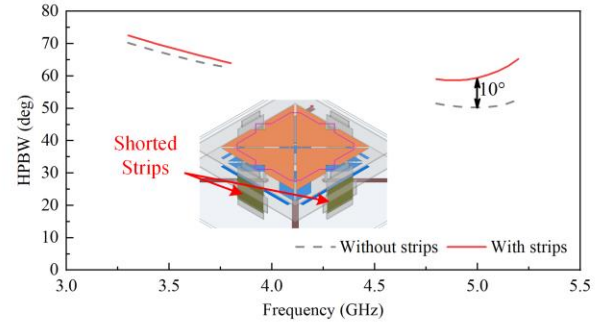 80
70
60
50
40
30
20
10
0
HPBW (deg)
10°
Shorted
Strips
Without strips
With strips
3.0 3.5 4.0 4.5 5.0 5.5
Frequency (GHz)